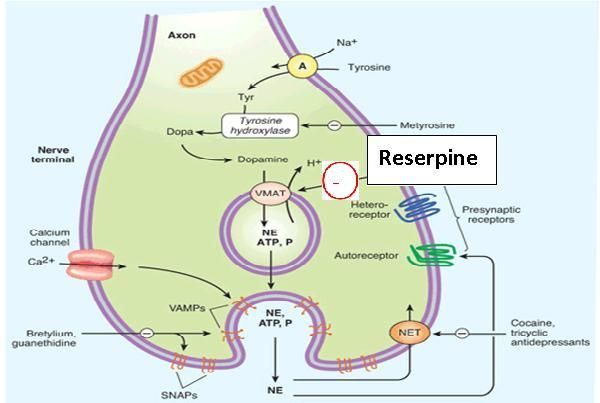 Axon
Na+
A
Tyrosine
Tyr
Tyrosine
hydroxylase
Metyrosine
Dopa
Nerve
terminal
Dopamine
H+
Reserpine
VMAT
Hetero-
receptor
Presynaptic
receptors
NE
ATP, P
Calcium
channel
Ca2+
Autoreceptor
VAMPs
NE,
ATP, P
Bretylium,
guanethidine
NET
Cocaine,
tricyclic
antidepressants
SNAPs
NE